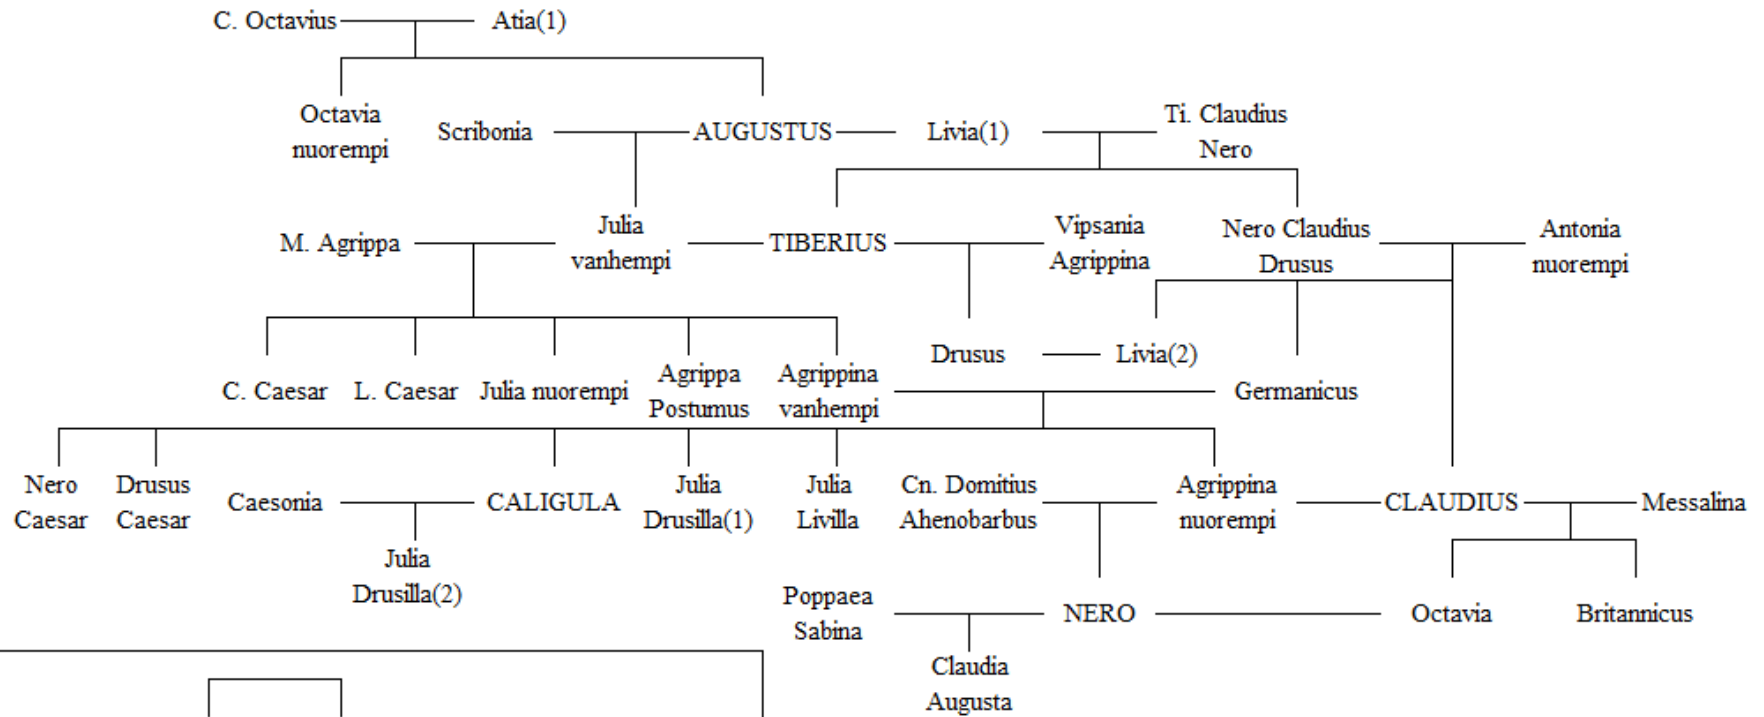 C. Octavius
Atia(1)
Octavia
nuorempi
Scribonia
AUGUSTUS
Livia(1)
Ti. Claudius
Nero
M. Agrippa
Julia
vanhempi
TIBERIUS
Vipsania
Agrippina
Nero Claudius
Drusus
Antonia
nuorempi
Drusus
Livia(2)
C. Caesar
L. Caesar
Julia nuorempi
Agrippa
Postumus
Agrippina
vanhempi
Germanicus
Nero
Caesar
Drusus
Caesar
Caesonia
CALIGULA
Julia
Drusilla(1)
Julia
Livilla
Cn. Domitius
Ahenobarbus
Agrippina
nuorempi
CLAUDIUS
Messalina
Julia
Drusilla(2)
Poppaea
Sabina
NERO
Octavia
Britannicus
Claudia
Augusta